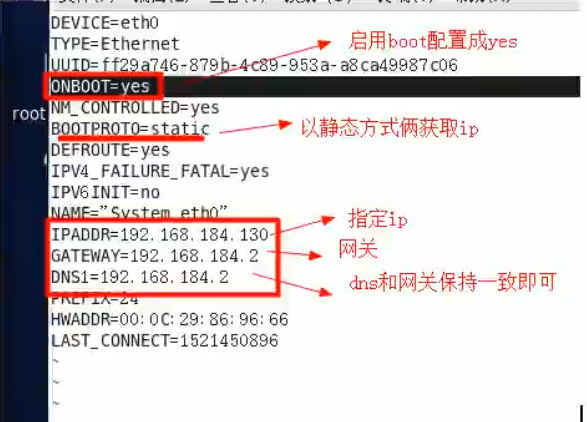 DEVICE=eth0
TYPE=Ethernet
启用boot配置成yes
UUID=ff29a746-879b-4c89-953a-a8ca49987c06
ONBOOT=yes
NM_CONTROLLED=yes
root
BOOTPROTO=static
以静态方式俩获取ip
DEFROUTE=yes
IPV4_FAILURE_FATAL=yes
IPV6INIT=no
NAME="System eth0"
指定ip
IPADDR=192.168.184.130
网关
GATEWAY=192.168.184.2
DNS1=192.168.184.2
dns和网关保持一致即可
PREFIX=24
HWADDR=00:0C:29:86:96:66
LAST_CONNECT=1521450896
~
~
~